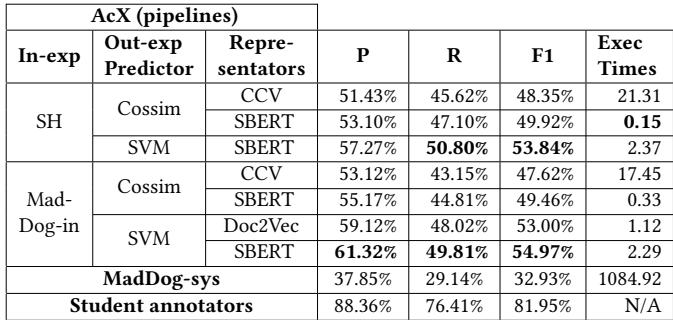 AcX (pipelines)
In-exp Out-exp Predictor Repre-sentators P R F1 Exec Times
SH Cossim CCV 51.43% 45.62% 48.35% 21.31
SBERT 53.10% 47.10% 49.92% 0.15
SVM SBERT 57.27% 50.80% 53.84% 2.37
Mad-Dog-in Cossim CCV 53.12% 43.15% 47.62% 17.45
SBERT 55.17% 44.81% 49.46% 0.33
SVM Doc2Vec 59.12% 48.02% 53.00% 1.12
SBERT 61.32% 49.81% 54.97% 2.29
MadDog-sys 37.85% 29.14% 32.93% 1084.92
Student annotators 88.36% 76.41% 81.95% N/A